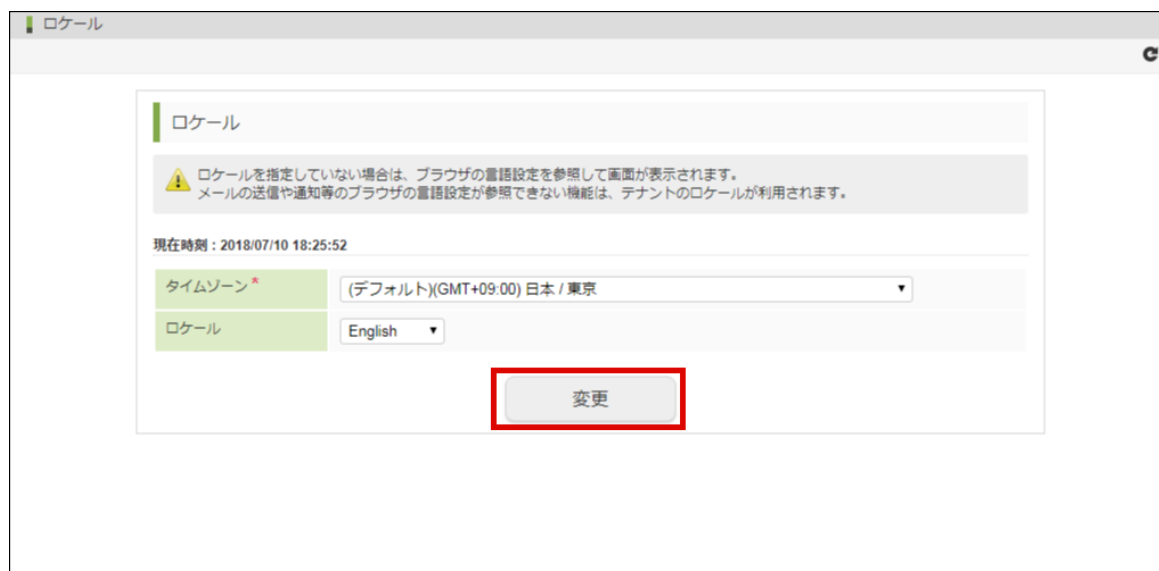 ロケール
ロケール
ロケールを指定していない場合は、ブラウザの言語設定を参照して画面が表示されます。
メールの送信や通知等のブラウザの言語設定が参照できない機能は、テナントのロケールが利用されます。
現在時刻 : 2018/07/10 18:25:52
タイムゾーン* (デフォルト)(GMT+09:00) 日本 / 東京
ロケール English
変更